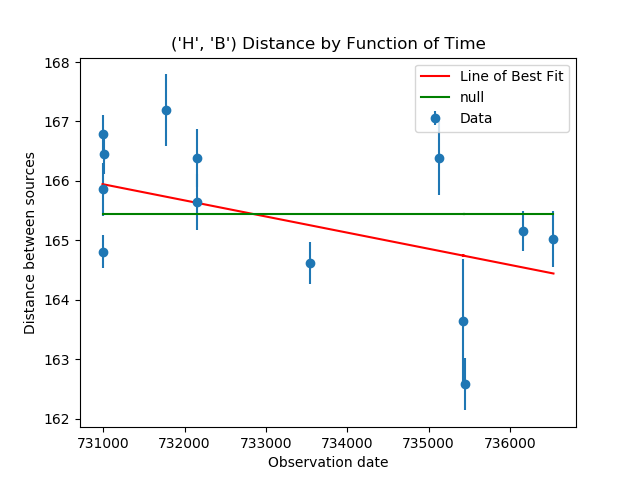 ('H', 'B') Distance by Function of Time
Line of Best Fit
null
Data
Distance between sources
168
167
166
165
164
163
162
731000 732000 733000 734000 735000 736000
Observation date